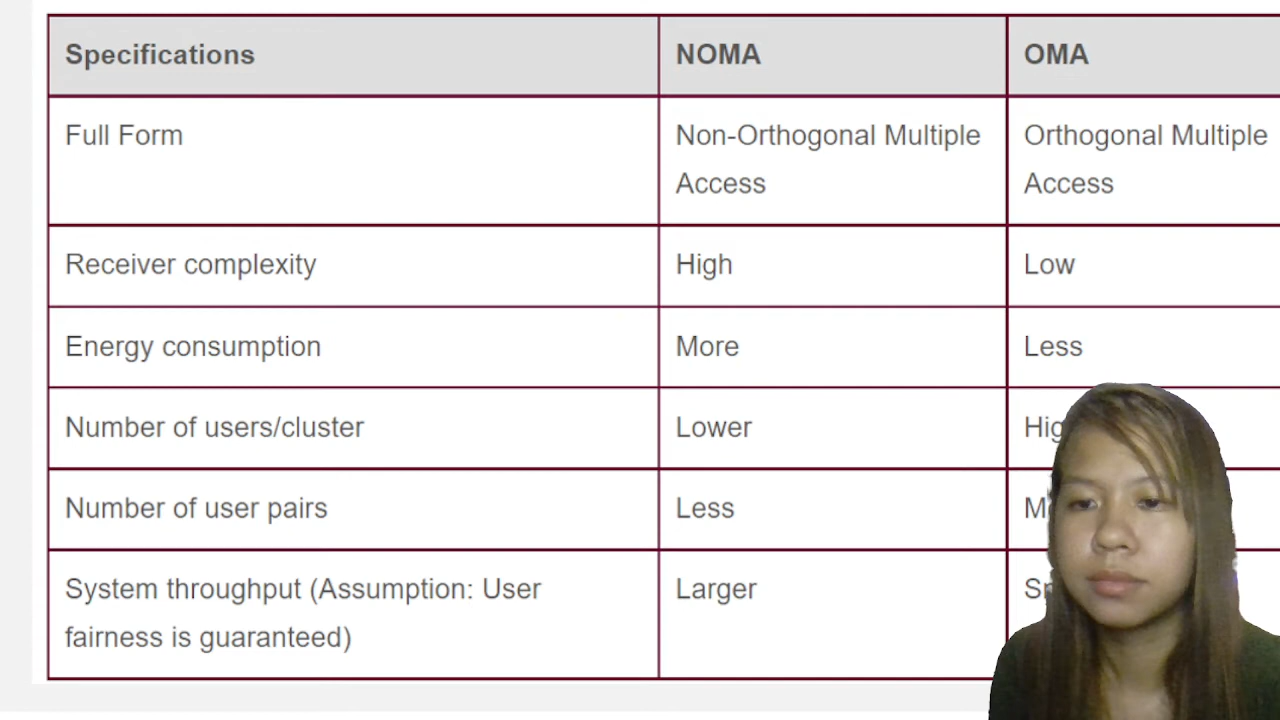 Specifications NOMA OMA
Full Form Non-Orthogonal Multiple Orthogonal Multiple
Access Access
Receiver complexity High Low
Energy consumption More Less
Number of users/cluster Lower
Number of user pairs Less
System throughput (Assumption: User Larger
fairness is guaranteed)